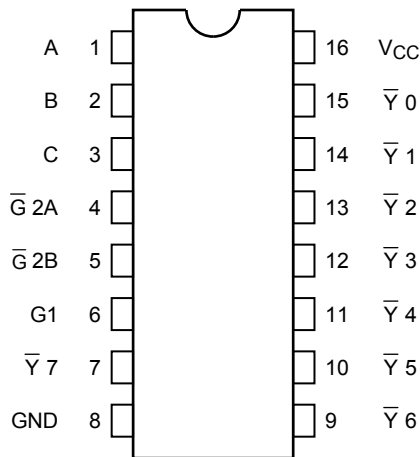 A 1 16 VCC
B 2 15 Y̅ 0
C 3 14 Y̅ 1
G̅ 2A 4 13 Y̅ 2
G̅ 2B 5 12 Y̅ 3
G1 6 11 Y̅ 4
Y̅ 7 7 10 Y̅ 5
GND 8 9 Y̅ 6